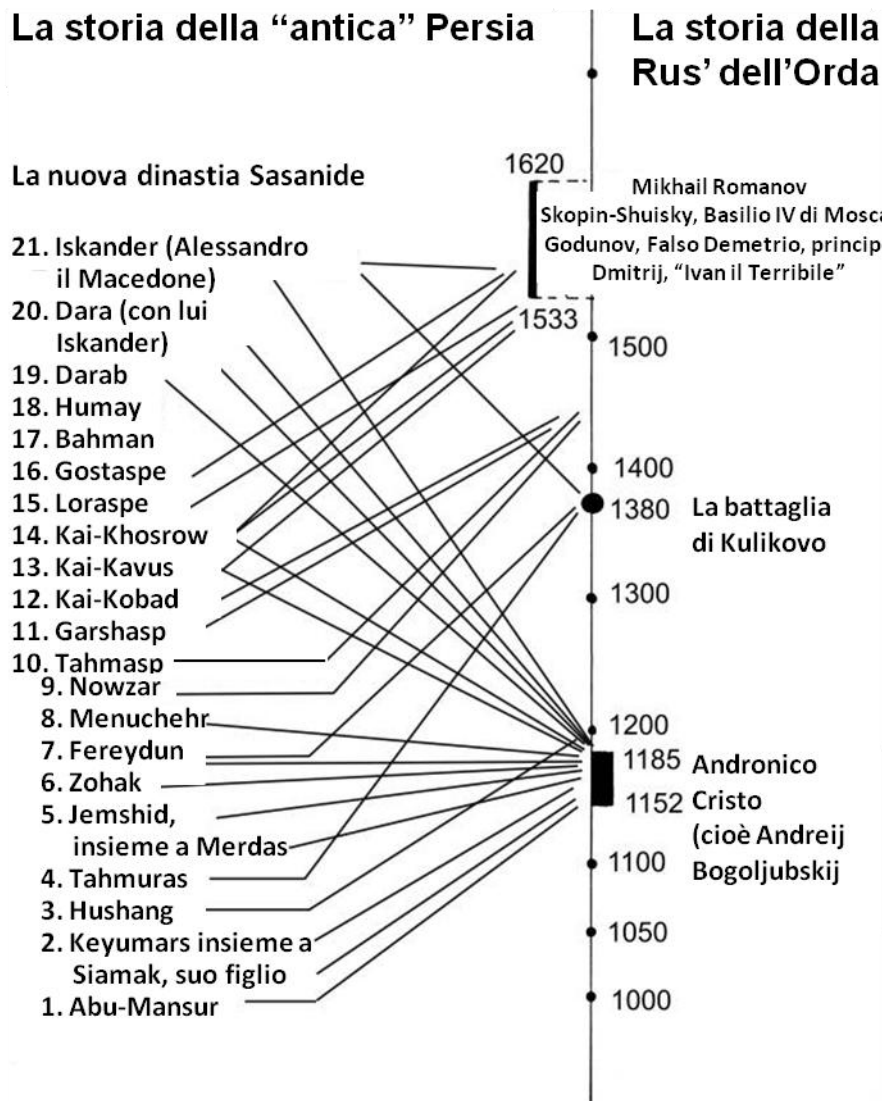 La storia della “antica” Persia
La storia della
Rus’ dell’Orda
La nuova dinastia Sasanide
21. Iskander (Alessandro
il Macedone)
20. Dara (con lui
Iskander)
19. Darab
18. Humay
17. Bahman
16. Gostaspe
15. Loraspe
14. Kai-Khosrow
13. Kai-Kavus
12. Kai-Kobad
11. Garshasp
10. Tahmasp
9. Nowzar
8. Menuchehr
7. Fereydun
6. Zohak
5. Jemshid,
insieme a Merdas
4. Tahmuras
3. Hushang
2. Keyumars insieme a
Siamak, suo figlio
1. Abu-Mansur
1620
1533
Mikhail Romanov
Skopin-Shuisky, Basilio IV di Mosca
Godunov, Falso Demetrio, princip
Dmitrij, “Ivan il Terribile”
1500
1400
1380
La battaglia
di Kulikovo
1300
1200
1185
1152
Andronico
Cristo
(cioè Andreij
Bogoljubskij
1100
1050
1000